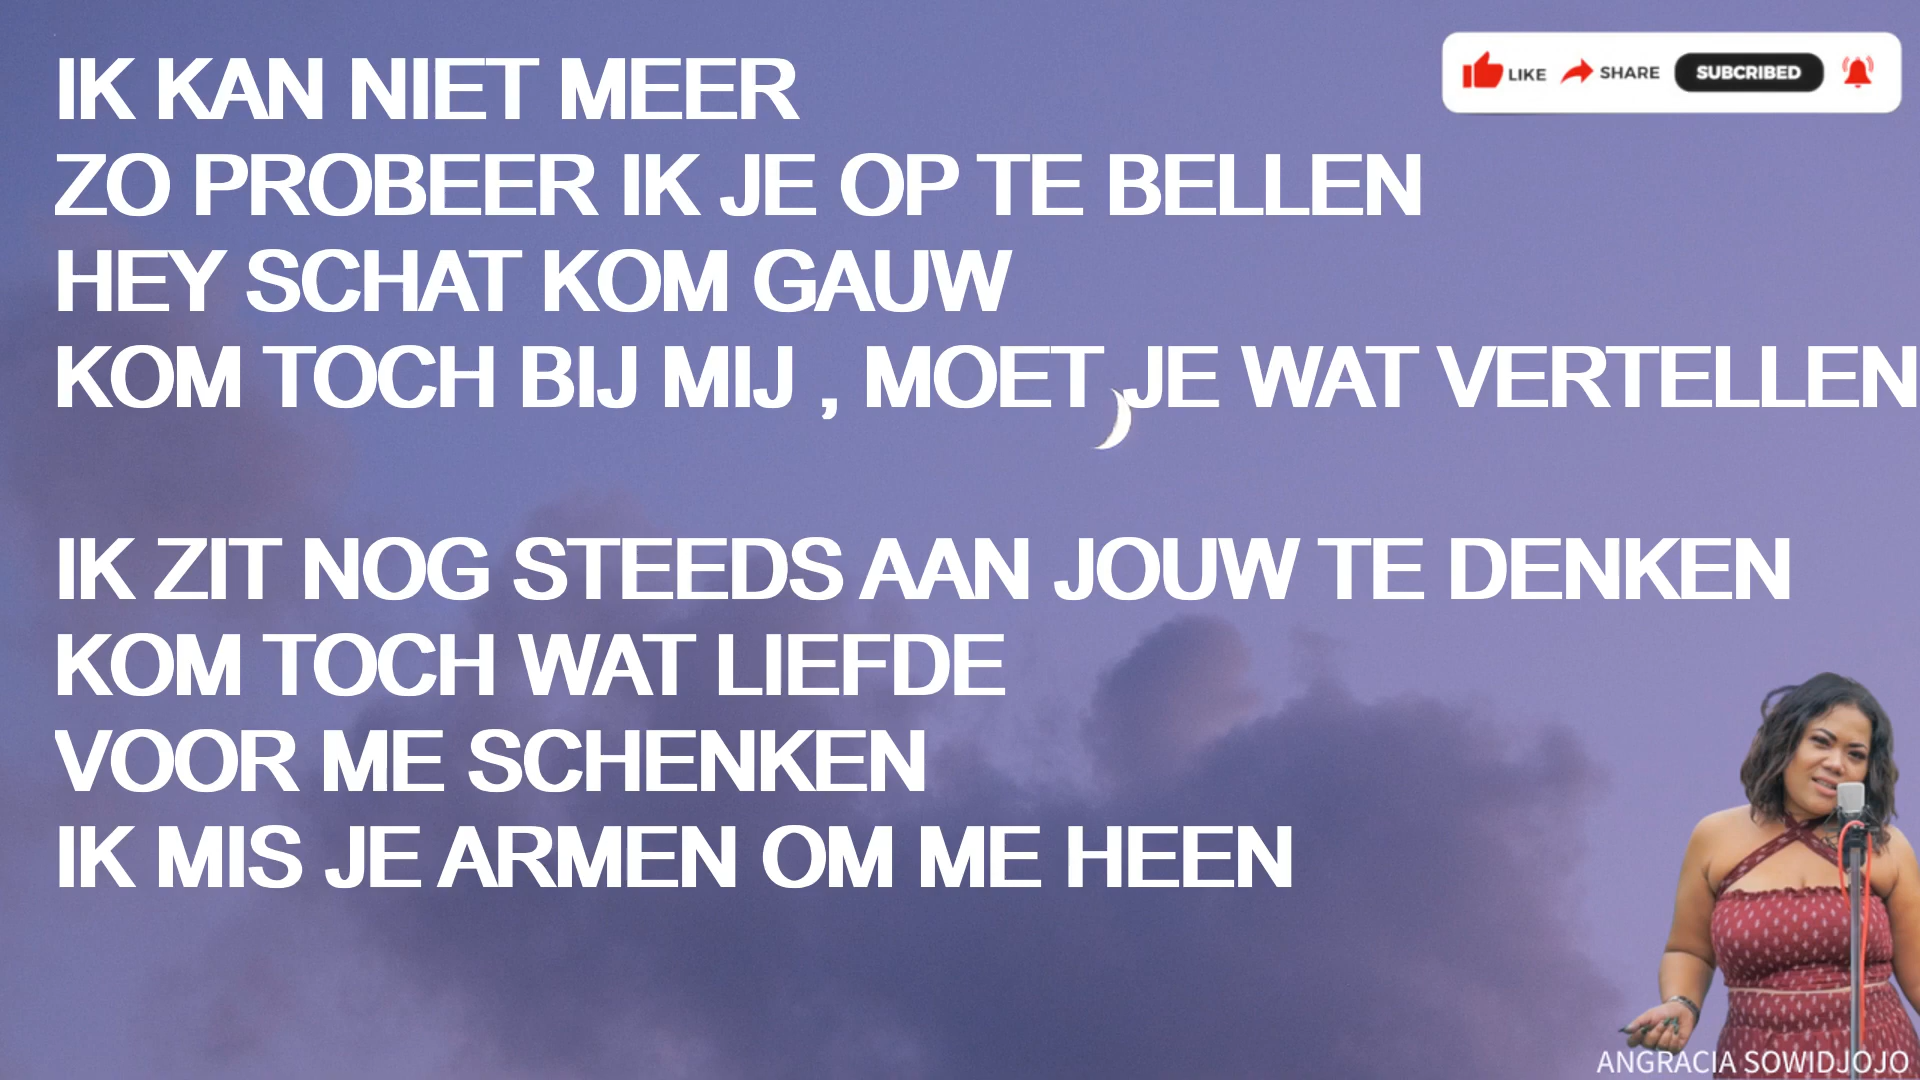 IK KAN NIET MEER
ZO PROBEER IK JE OP TE BELLEN
HEY SCHAT KOM GAUW
KOM TOCH BIJ MIJ , MOET JE WAT VERTELLEN
IK ZIT NOG STEEDS AAN JOUW TE DENKEN
KOM TOCH WAT LIEFDE
VOOR ME SCHENKEN
IK MIS JE ARMEN OM ME HEEN
LIKE SHARE SUBCRIBED
ANGRACIA SOWIDJOJO